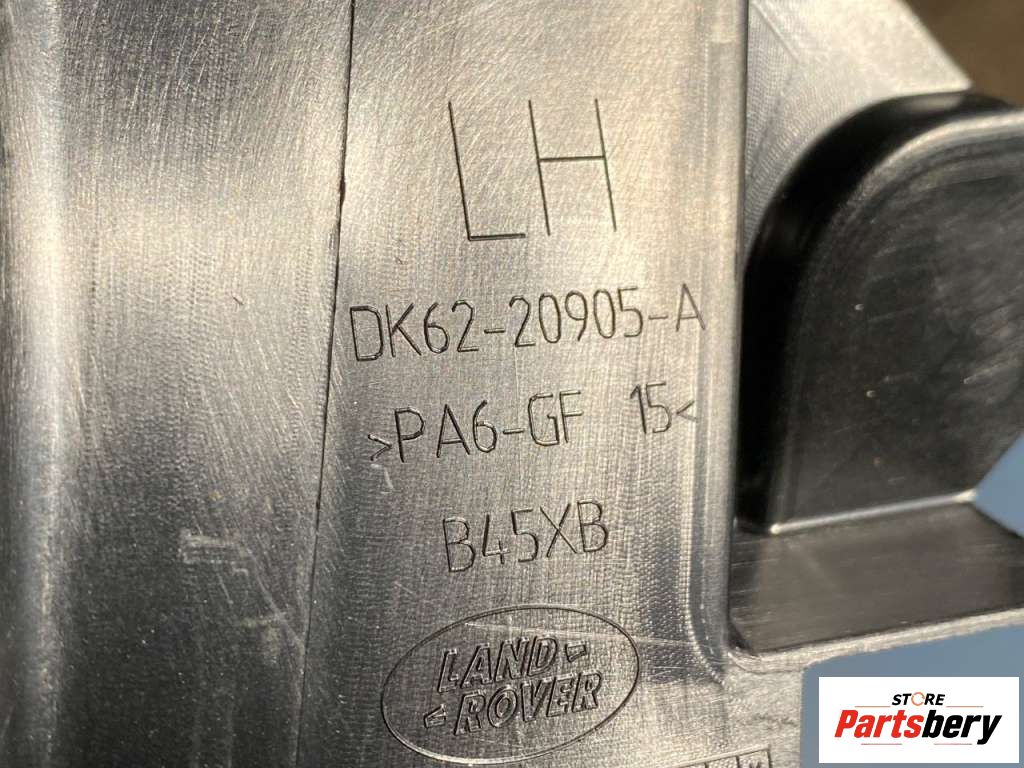 LH
DK62-20905-A
>PA6-GF 15<
B45XB
LAND
ROVER
STORE
Partsbery